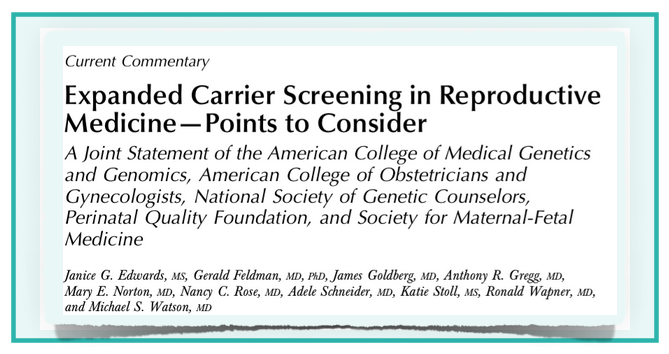 Current Commentary
Expanded Carrier Screening in Reproductive
Medicine—Points to Consider
A Joint Statement of the American College of Medical Genetics
and Genomics, American College of Obstetricians and
Gynecologists, National Society of Genetic Counselors,
Perinatal Quality Foundation, and Society for Maternal-Fetal
Medicine
Janice G. Edwards, MS, Gerald Feldman, MD, PhD, James Goldberg, MD, Anthony R. Gregg, MD,
Mary E. Norton, MD, Nancy C. Rose, MD, Adele Schneider, MD, Katie Stoll, MS, Ronald Wapner, MD,
and Michael S. Watson, MD